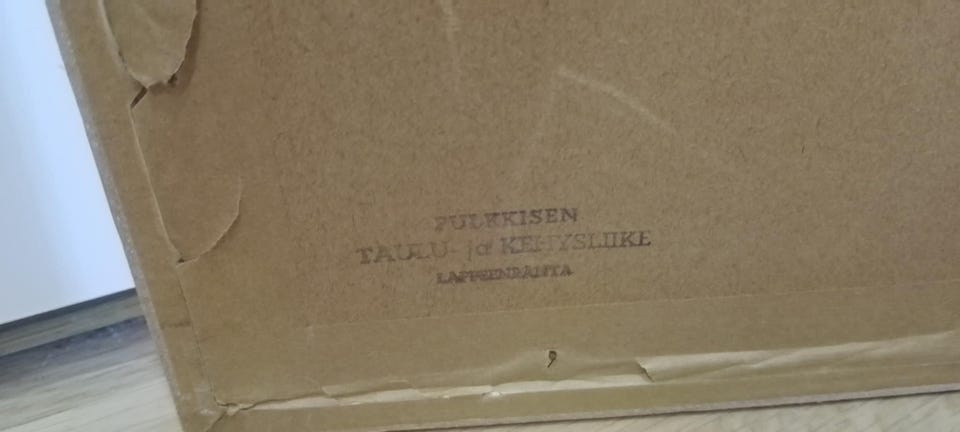 PULKKISEN
TAULU- ja KEHYSLIIKE
LAPPEENRANTA